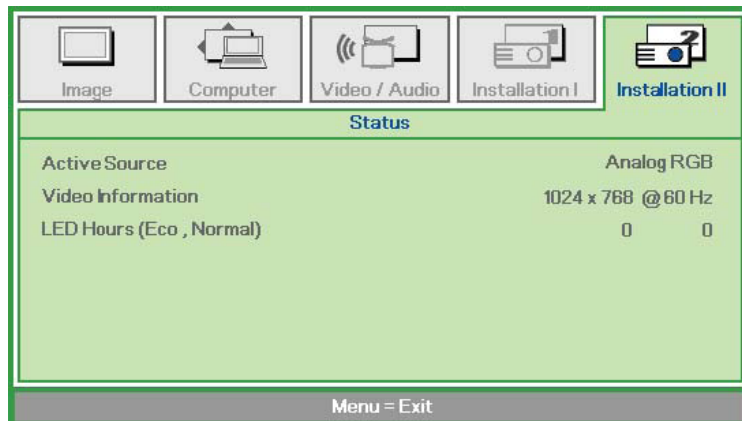 Image Computer Video / Audio Installation I Installation II
Status
Active Source Analog RGB
Video Information 1024 x 768 @ 60 Hz
LED Hours (Eco , Normal) 0 0
Menu = Exit